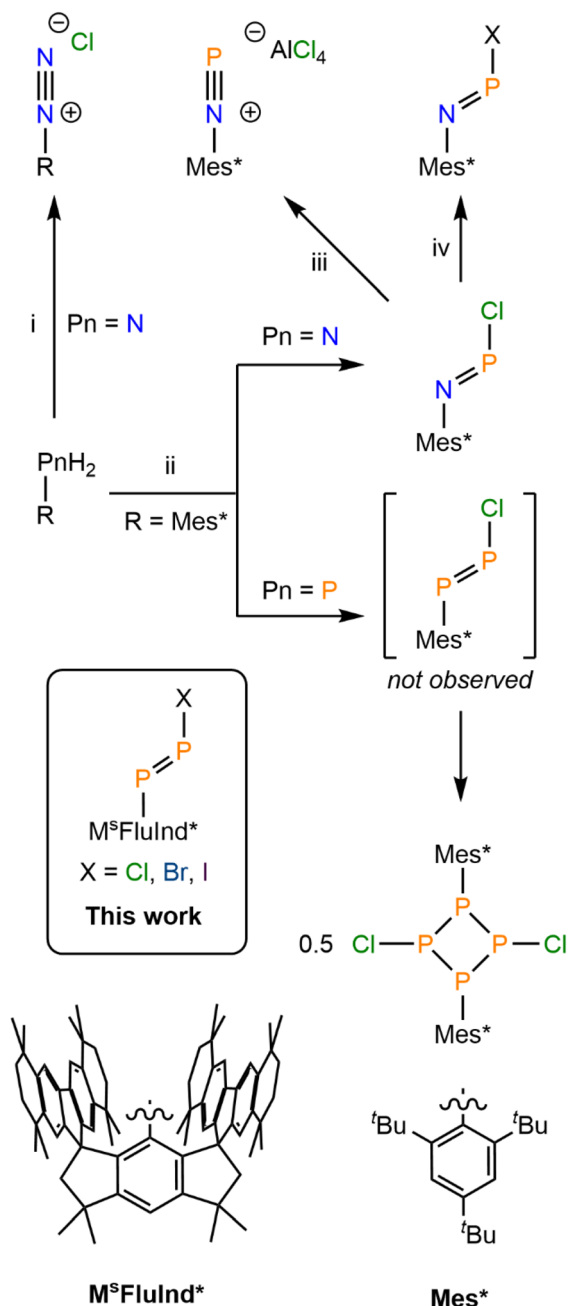 ⊖ Cl
N
N ⊕
R
⊖ AlCl₄
P
N ⊕
Mes*
X
P
N
Mes*
i
Pn = N
iii
iv
Pn = N
Cl
P
N
Mes*
PnH₂
R
ii
R = Mes*
Pn = P
Cl
P
P
Mes*
not observed
X
P
P
MˢFluInd*
X = Cl, Br, I
This work
Mes*
P
0.5 Cl P P Cl
P
Mes*
ᵗBu ᵗBu
ᵗBu
MˢFluInd* Mes*